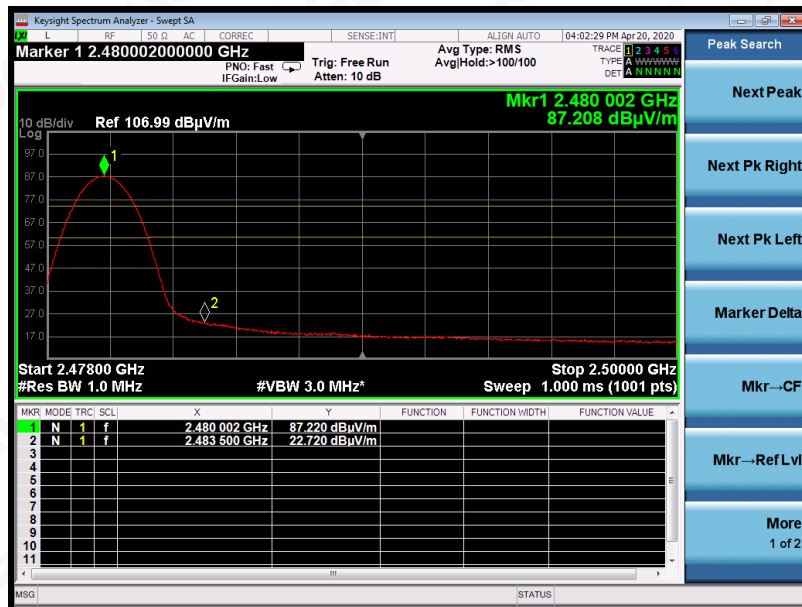 Keysight Spectrum Analyzer - Swept SA
LXI L RF 50 Ω AC CORREC SENSE:INT ALIGN AUTO 04:02:29 PM Apr 20, 2020
Marker 1 2.480002000000 GHz
PNO: Fast
IFGain:Low
Trig: Free Run
Atten: 10 dB
Avg Type: RMS
Avg|Hold:>100/100
TRACE 1 2 3 4 5 6
TYPE A WWWWW
DET A N N N N N
Peak Search
Mkr1 2.480 002 GHz
87.208 dBµV/m
10 dB/div Ref 106.99 dBµV/m
Log
97.0
87.0
77.0
67.0
57.0
47.0
37.0
27.0
17.0
1
2
Start 2.47800 GHz Stop 2.50000 GHz
#Res BW 1.0 MHz #VBW 3.0 MHz* Sweep 1.000 ms (1001 pts)
MKR MODE TRC SCL X Y FUNCTION FUNCTION WIDTH FUNCTION VALUE
1 N 1 f 2.480 002 GHz 87.220 dBµV/m
2 N 1 f 2.483 500 GHz 22.720 dBµV/m
3
4
5
6
7
8
9
10
11
MSG STATUS
Next Peak
Next Pk Right
Next Pk Left
Marker Delta
Mkr→CF
Mkr→Ref Lvl
More
1 of 2